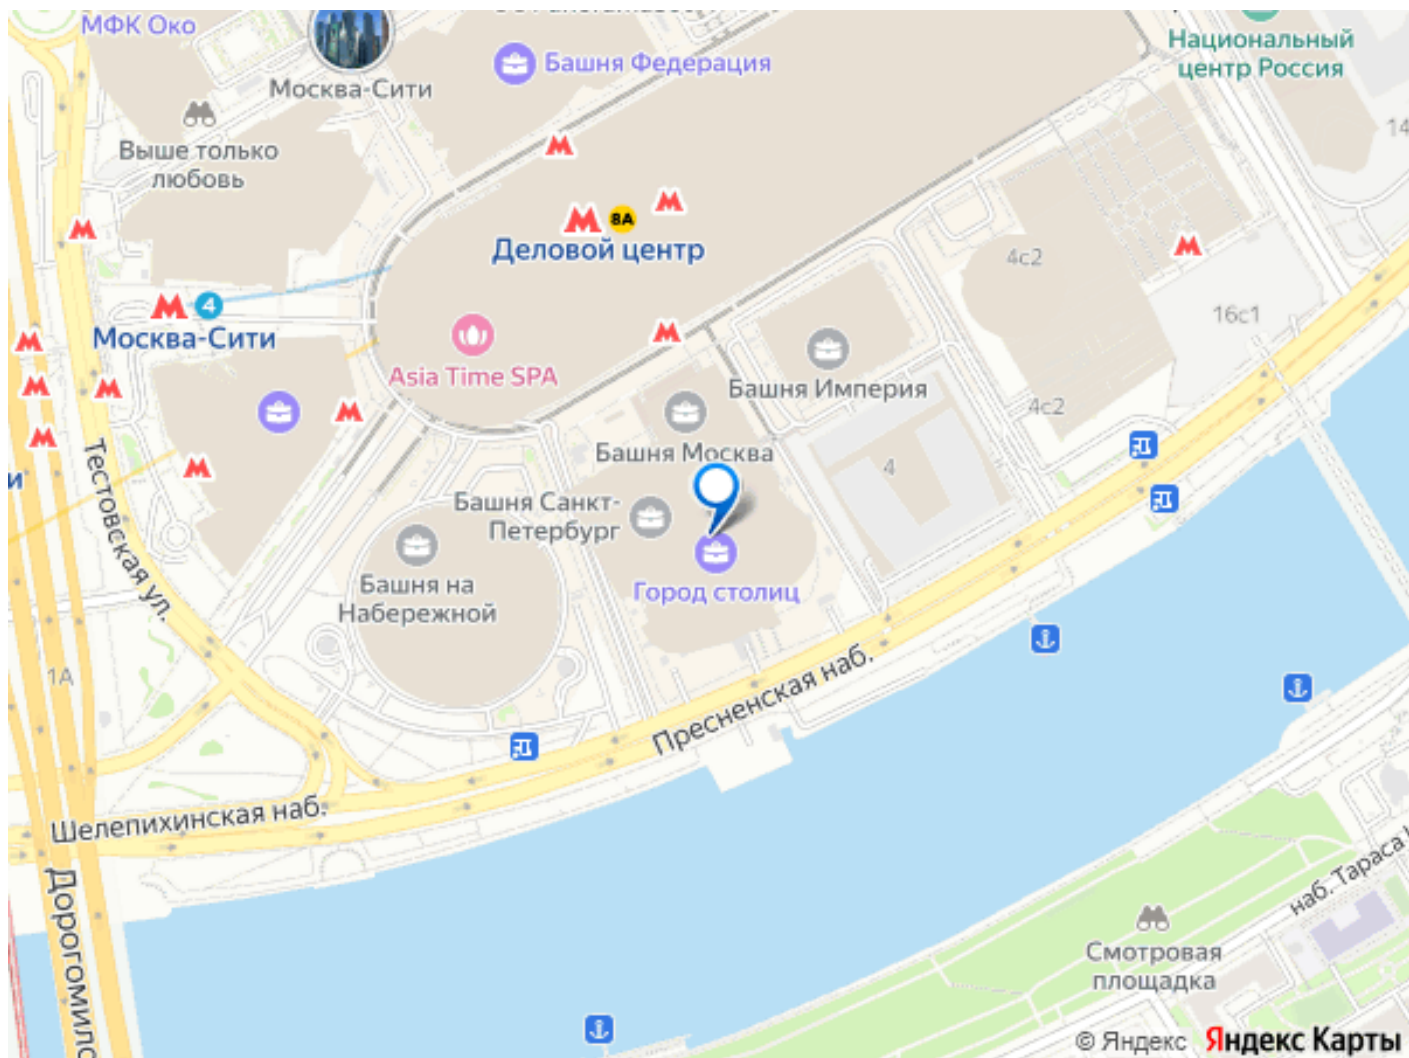 МФК Око
Башня Федерация
Национальный
центр Россия
Москва-Сити
14
Выше только
любовь
8А
Деловой центр
4с2
4
Москва-Сити
16с1
Asia Time SPA
Башня Империя
4с2
Башня Москва
4
и
Тестовская ул.
Башня Санкт-
Петербург
Башня на
Набережной
Город столиц
1А
Пресненская наб.
Шелепихинская наб.
Дорогомило
наб. Тараса
Смотровая
площадка
© Яндекс Яндекс Карты